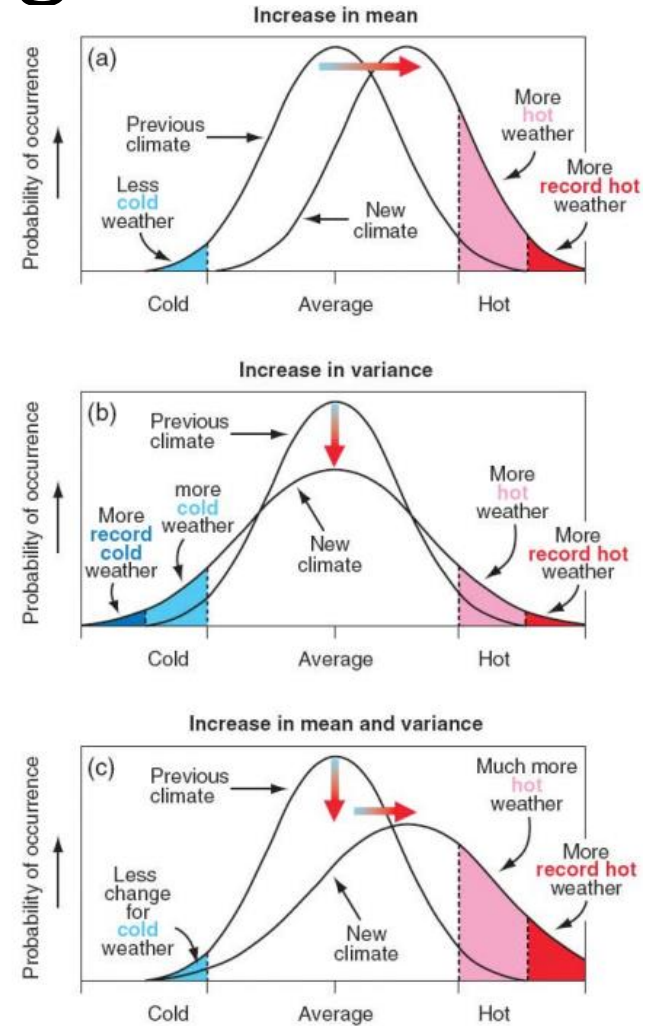 Increase in mean
(a)
Probability of occurrence
Previous
climate
Less
cold
weather
New
climate
More
hot
weather
More
record hot
weather
Cold
Average
Hot
Increase in variance
(b)
Probability of occurrence
Previous
climate
more
cold
weather
More
record
cold
weather
New
climate
More
hot
weather
More
record hot
weather
Cold
Average
Hot
Increase in mean and variance
(c)
Probability of occurrence
Previous
climate
Less
change
for
cold
weather
New
climate
Much more
hot
weather
More
record hot
weather
Cold
Average
Hot